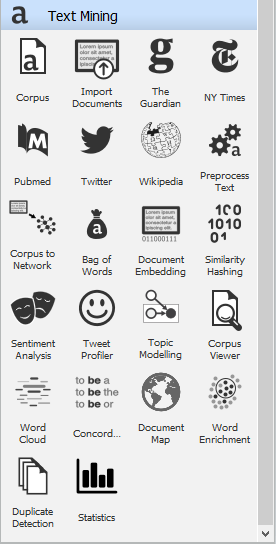 a Text Mining
a
Lorem ipsum
dolor sit amet,
consectetur
g
T
Corpus
Import
Documents
The
Guardian
NY Times
M
W
a
Pubmed
Twitter
Wikipedia
Preprocess
Text
a
Lorem ipsum
dolor sit amet,
consectetur
adipiscing elit.
011000111
100
1010
01
Corpus to
Network
Bag of
Words
Document
Embedding
Similarity
Hashing
Sentiment
Analysis
Tweet
Profiler
Topic
Modelling
Corpus
Viewer
to be a
to be the
to be or
Word
Cloud
Concord...
Document
Map
Word
Enrichment
Duplicate
Detection
Statistics